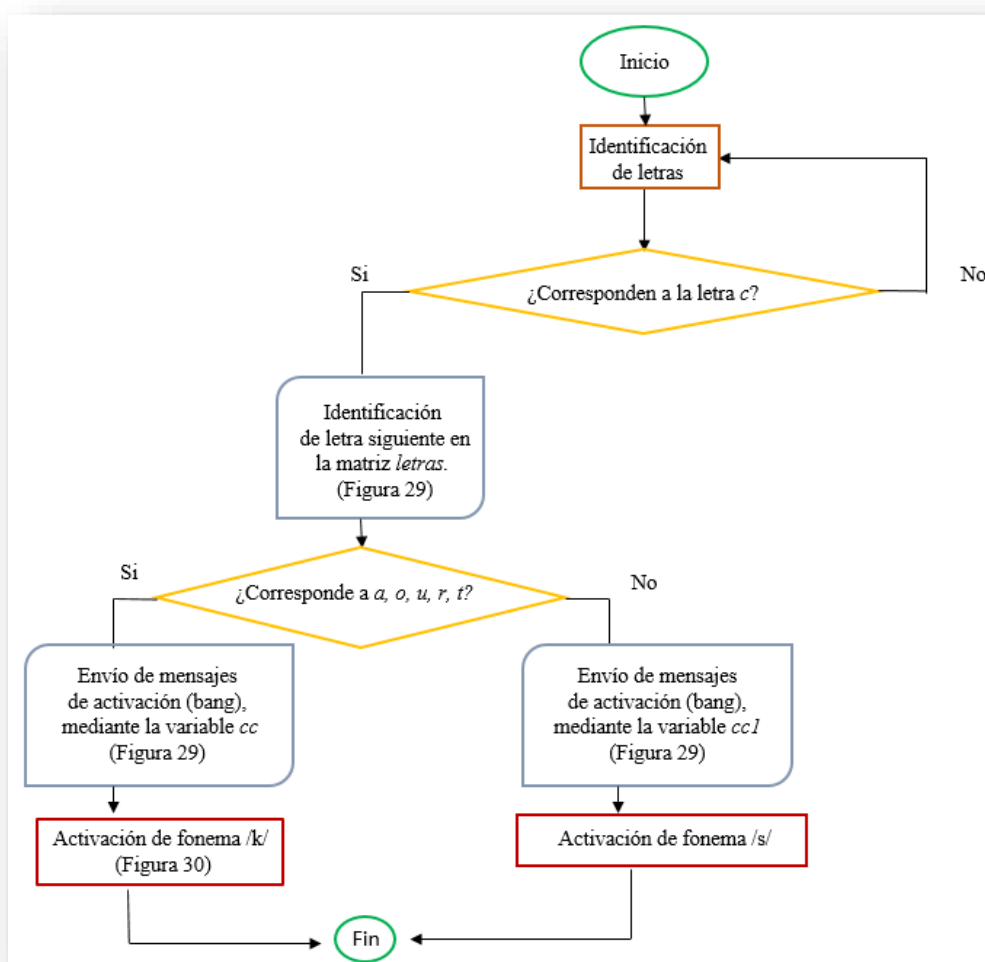 Inicio
Identificación
de letras
Si
No
¿Corresponden a la letra c?
Identificación
de letra siguiente en
la matriz letras.
(Figura 29)
Si
No
¿Corresponde a a, o, u, r, t?
Envío de mensajes
de activación (bang),
mediante la variable cc
(Figura 29)
Envío de mensajes
de activación (bang),
mediante la variable cc1
(Figura 29)
Activación de fonema /k/
(Figura 30)
Activación de fonema /s/
Fin